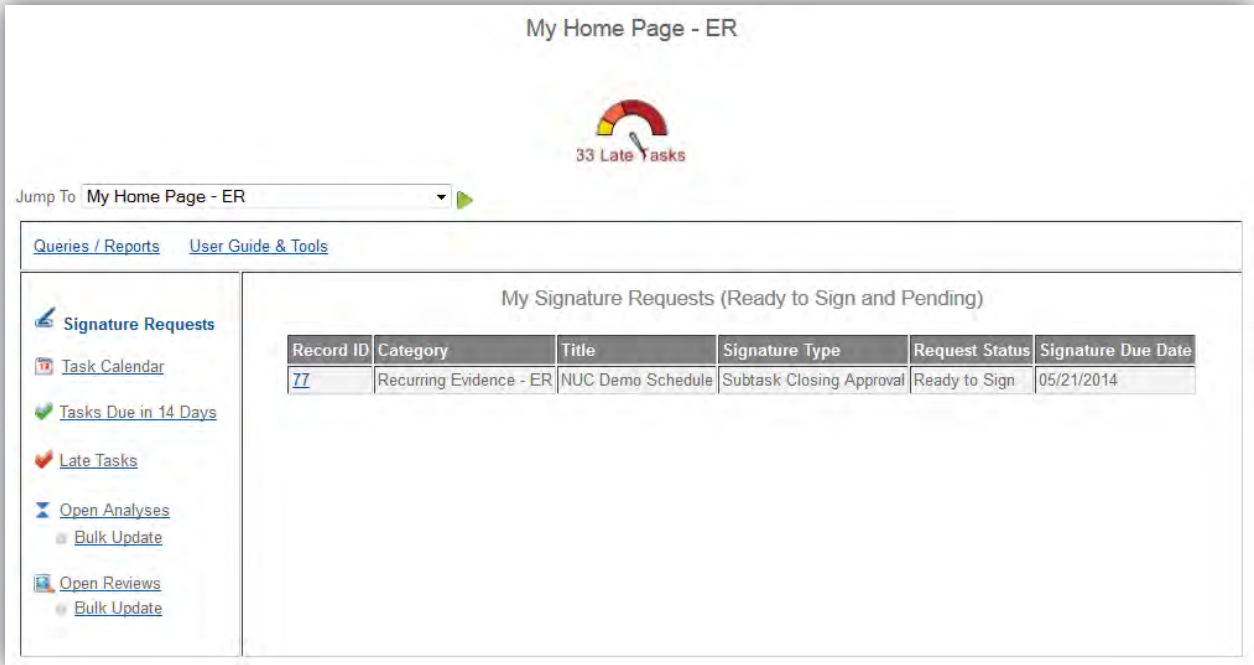 My Home Page - ER
33 Late Tasks
Jump To My Home Page - ER
Queries / Reports User Guide & Tools
Signature Requests
Task Calendar
Tasks Due in 14 Days
Late Tasks
Open Analyses
Bulk Update
Open Reviews
Bulk Update
My Signature Requests (Ready to Sign and Pending)
Record ID Category Title Signature Type Request Status Signature Due Date
77 Recurring Evidence - ER NUC Demo Schedule Subtask Closing Approval Ready to Sign 05/21/2014